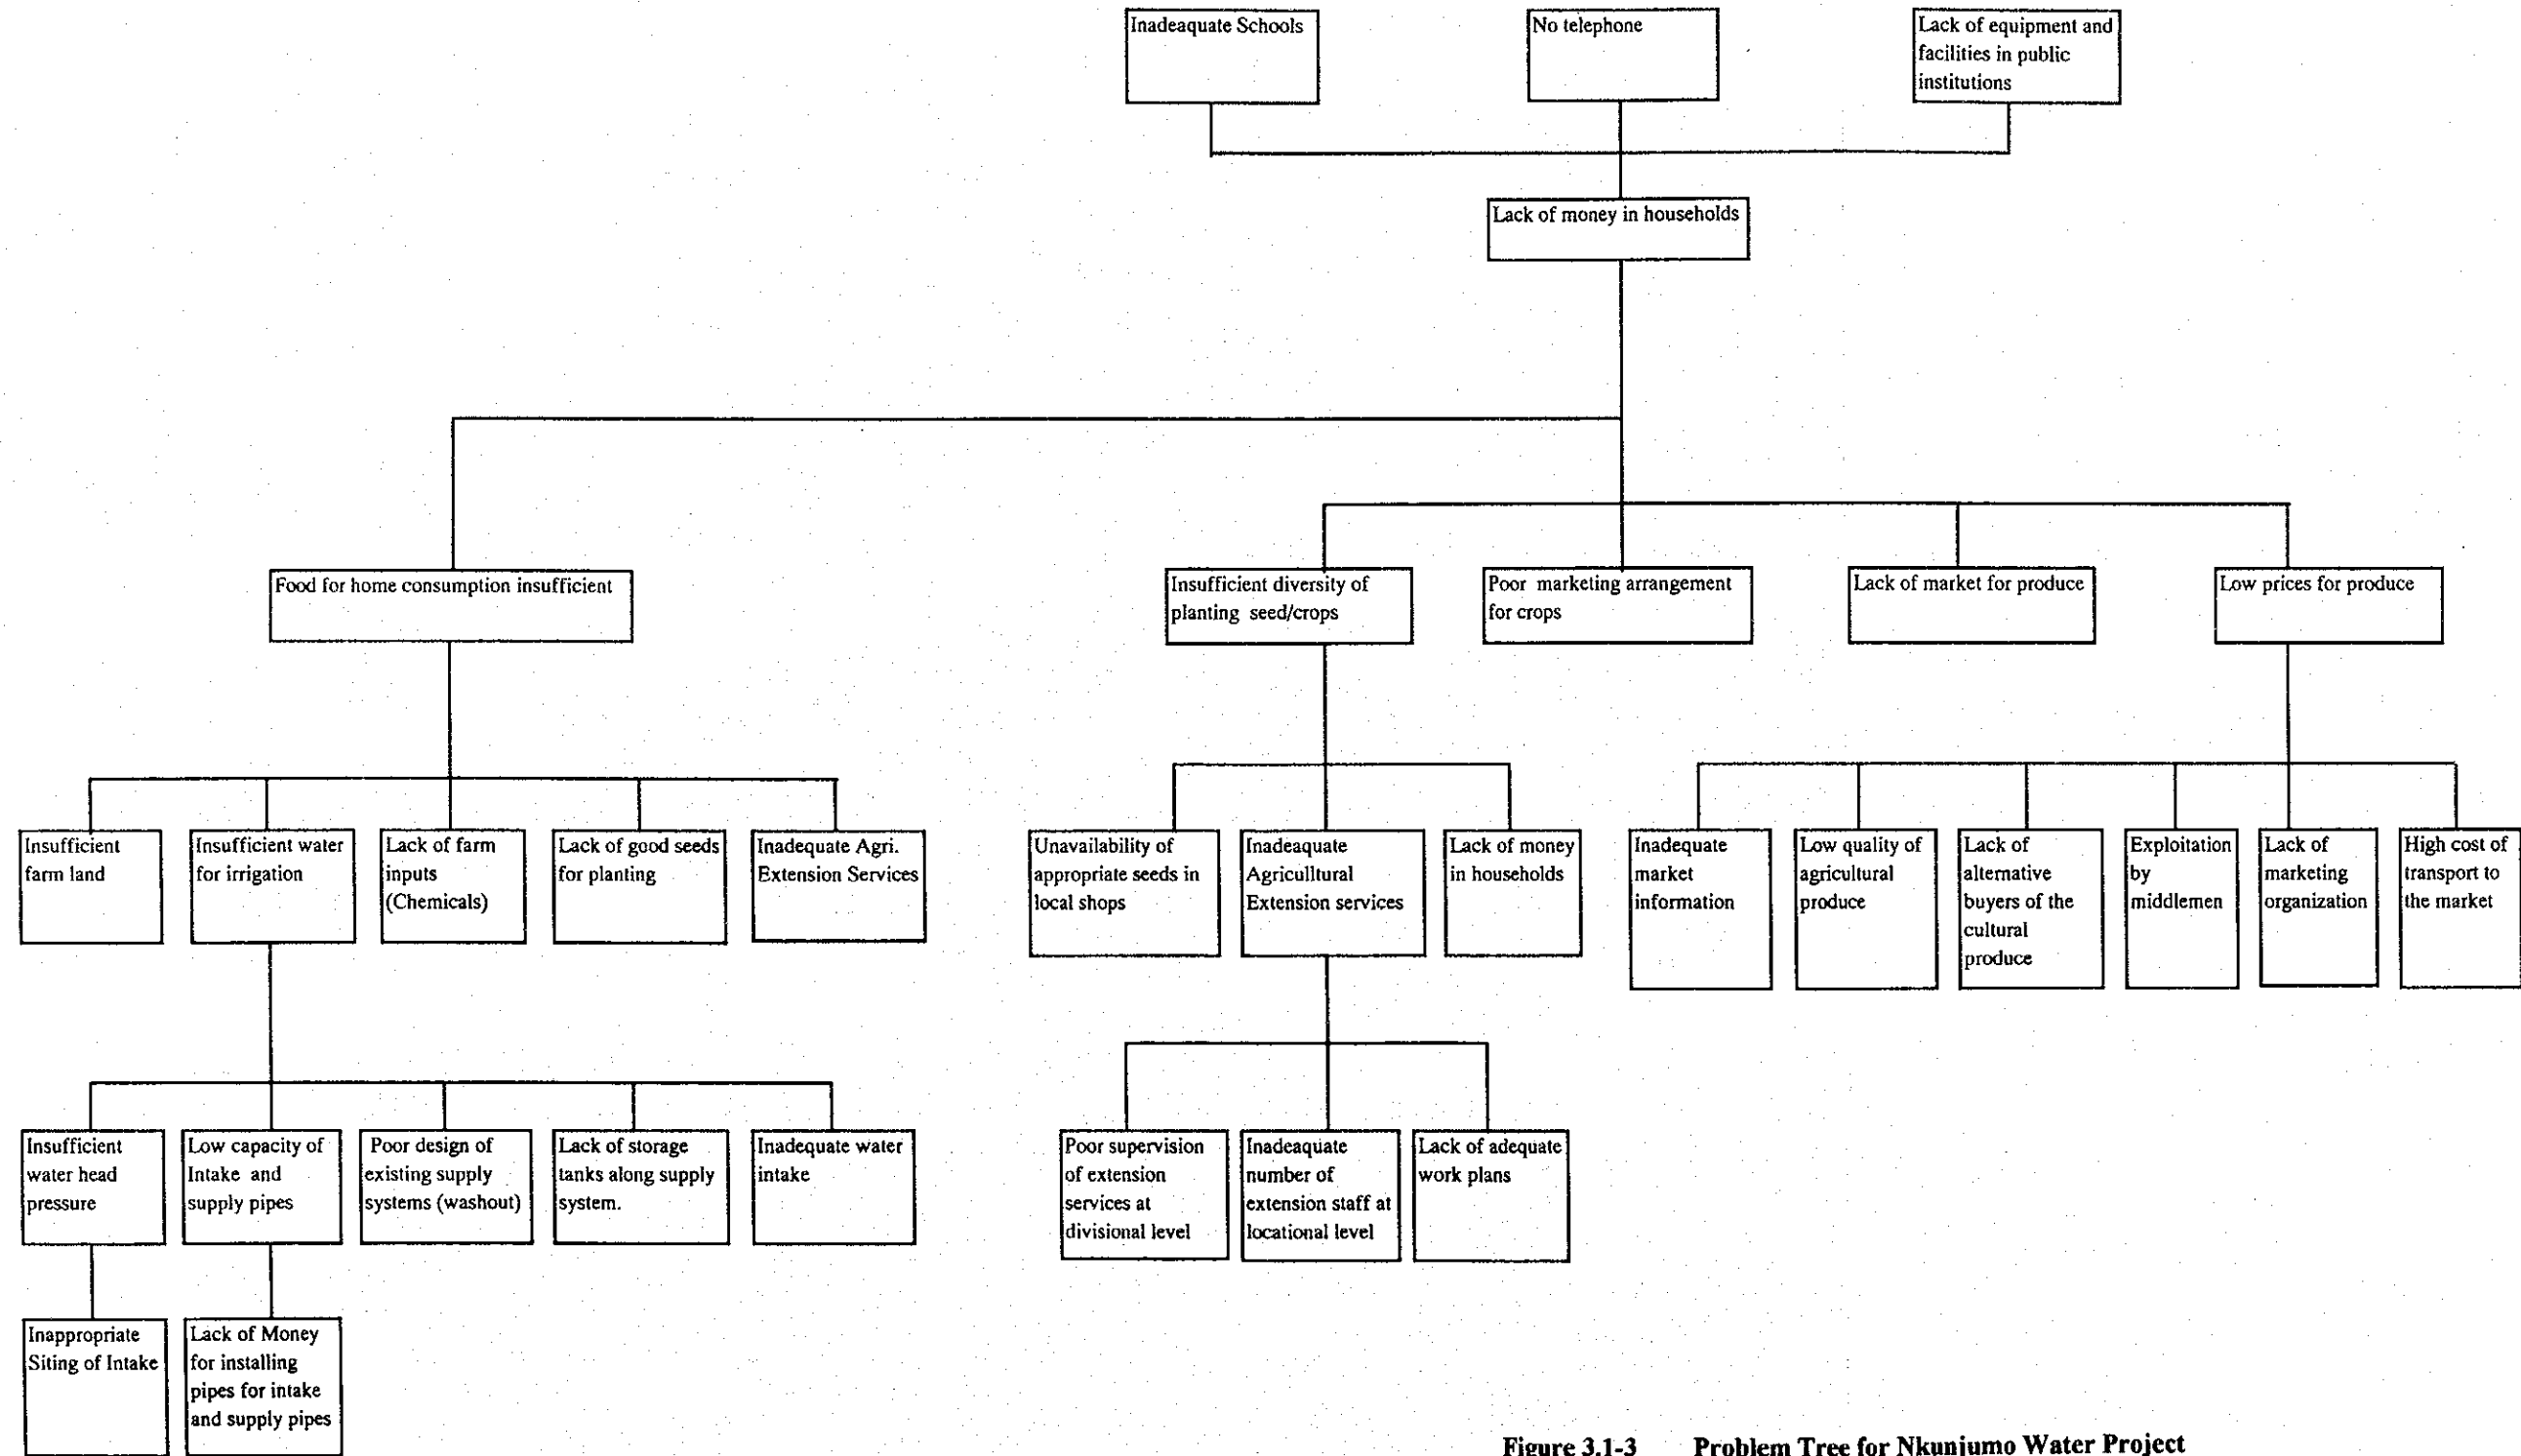 Inadeaquate Schools
No telephone
Lack of equipment and
facilities in public
institutions
Lack of money in households
Food for home consumption insufficient
Insufficient diversity of
planting seed/crops
Poor marketing arrangement
for crops
Lack of market for produce
Low prices for produce
Insufficient
farm land
Insufficient water
for irrigation
Lack of farm
inputs
(Chemicals)
Lack of good seeds
for planting
Inadequate Agri.
Extension Services
Unavailability of
appropriate seeds in
local shops
Inadeaquate
Agriculltural
Extension services
Lack of money
in households
Inadequate
market
information
Low quality of
agricultural
produce
Lack of
alternative
buyers of the
cultural
produce
Exploitation
by
middlemen
Lack of
marketing
organization
High cost of
transport to
the market
Insufficient
water head
pressure
Low capacity of
Intake and
supply pipes
Poor design of
existing supply
systems (washout)
Lack of storage
tanks along supply
system.
Inadequate water
intake
Poor supervision
of extension
services at
divisional level
Inadeaquate
number of
extension staff at
locational level
Lack of adequate
work plans
Inappropriate
Siting of Intake
Lack of Money
for installing
pipes for intake
and supply pipes
Figure 3.1-3 Problem Tree for Nkunjumo Water Project